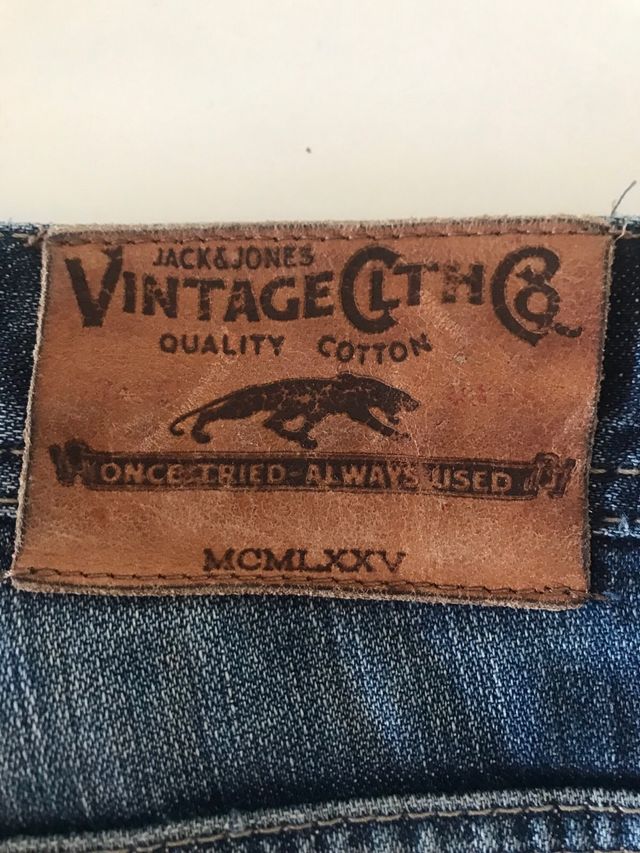 JACK&JONES
VINTAGE CLTH Co.
QUALITY COTTON
ONCE-TRIED-ALWAYS USED
MCMLXXV